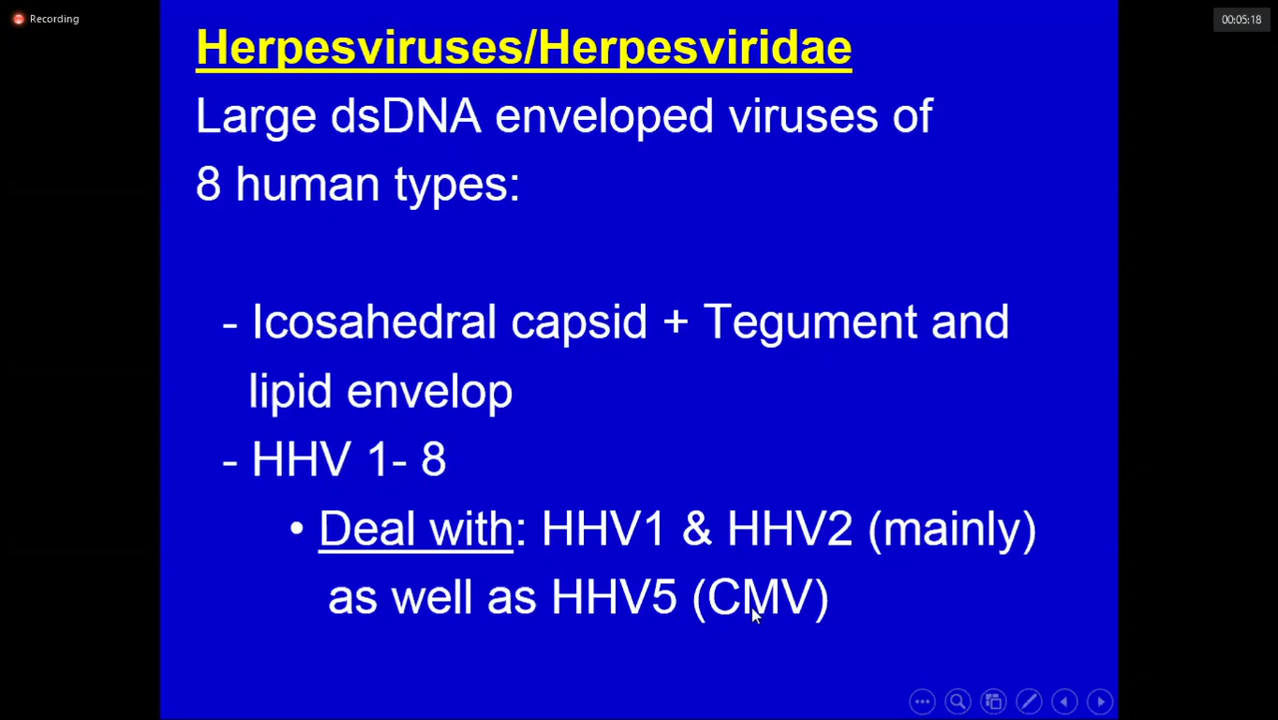 Recording
00:05:18
Herpesviruses/Herpesviridae
Large dsDNA enveloped viruses of
8 human types:
- Icosahedral capsid + Tegument and
lipid envelop
- HHV 1- 8
• Deal with: HHV1 & HHV2 (mainly)
as well as HHV5 (CMV)